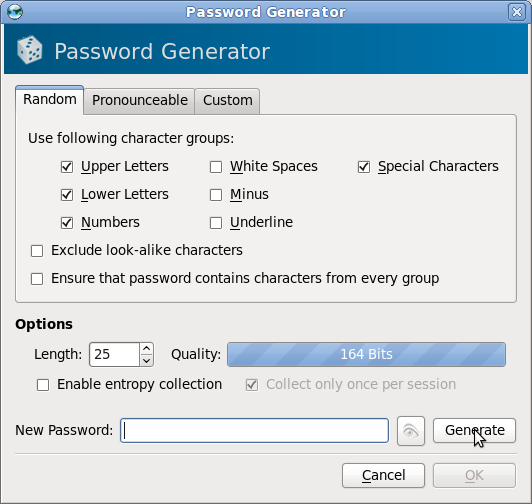 Password Generator
Password Generator
Random Pronounceable Custom
Use following character groups:
Upper Letters White Spaces Special Characters
Lower Letters Minus
Numbers Underline
Exclude look-alike characters
Ensure that password contains characters from every group
Options
Length: 25 Quality: 164 Bits
Enable entropy collection Collect only once per session
New Password: Generate
Cancel OK